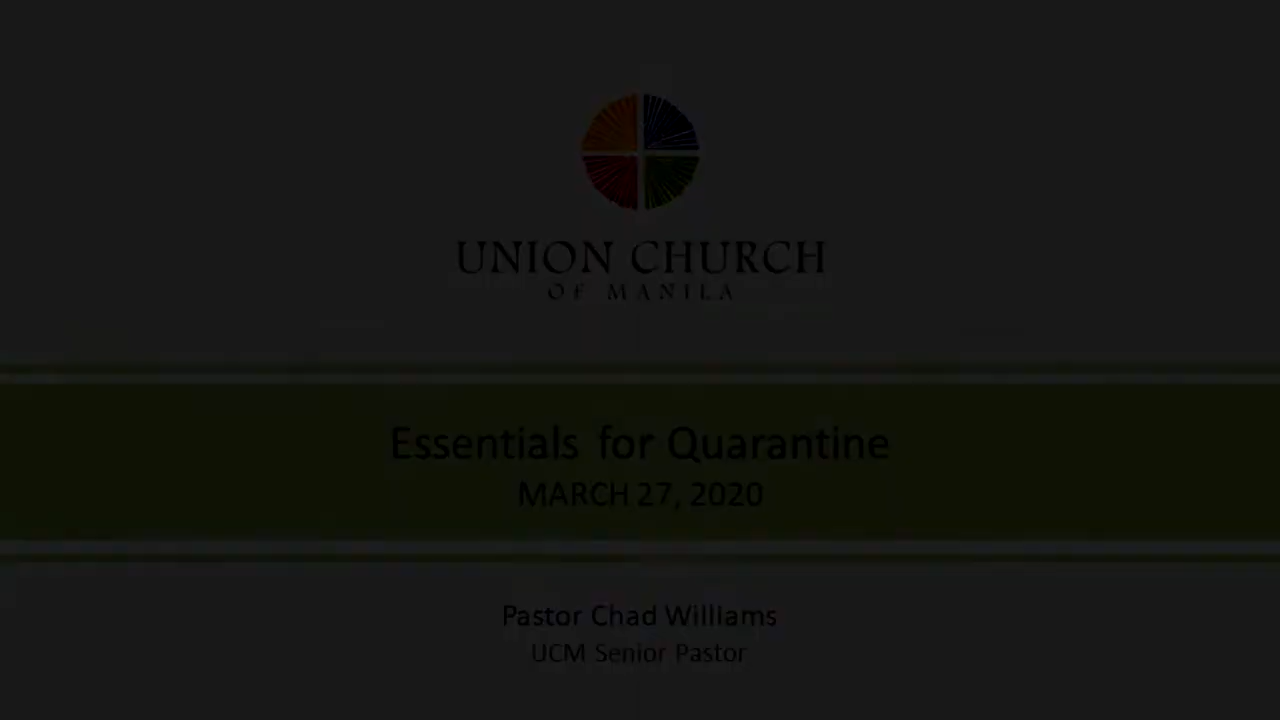 UNION CHURCH
OF MANILA
Essentials for Quarantine
MARCH 27, 2020
Pastor Chad Williams
UCM Senior Pastor